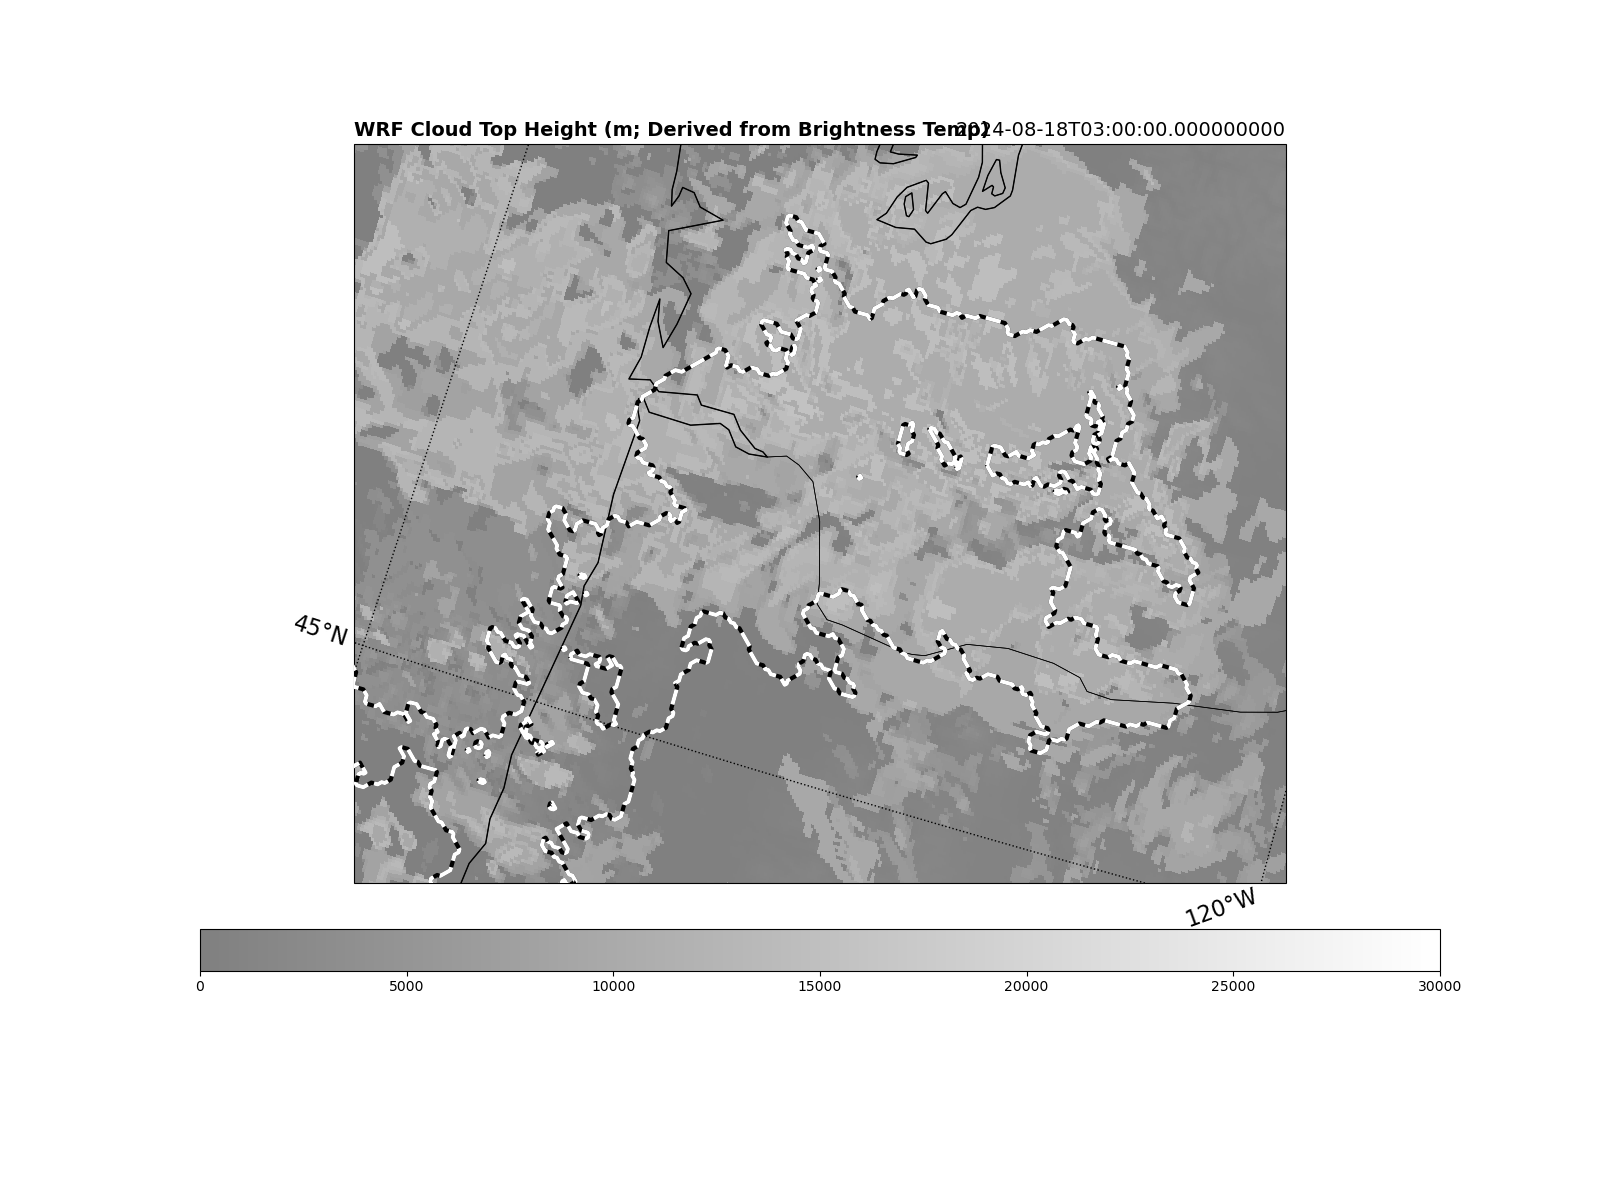 WRF Cloud Top Height (m; Derived from Brightness Temp) 2024-08-18T03:00:00.000000000
45°N
120°W
0 5000 10000 15000 20000 25000 30000